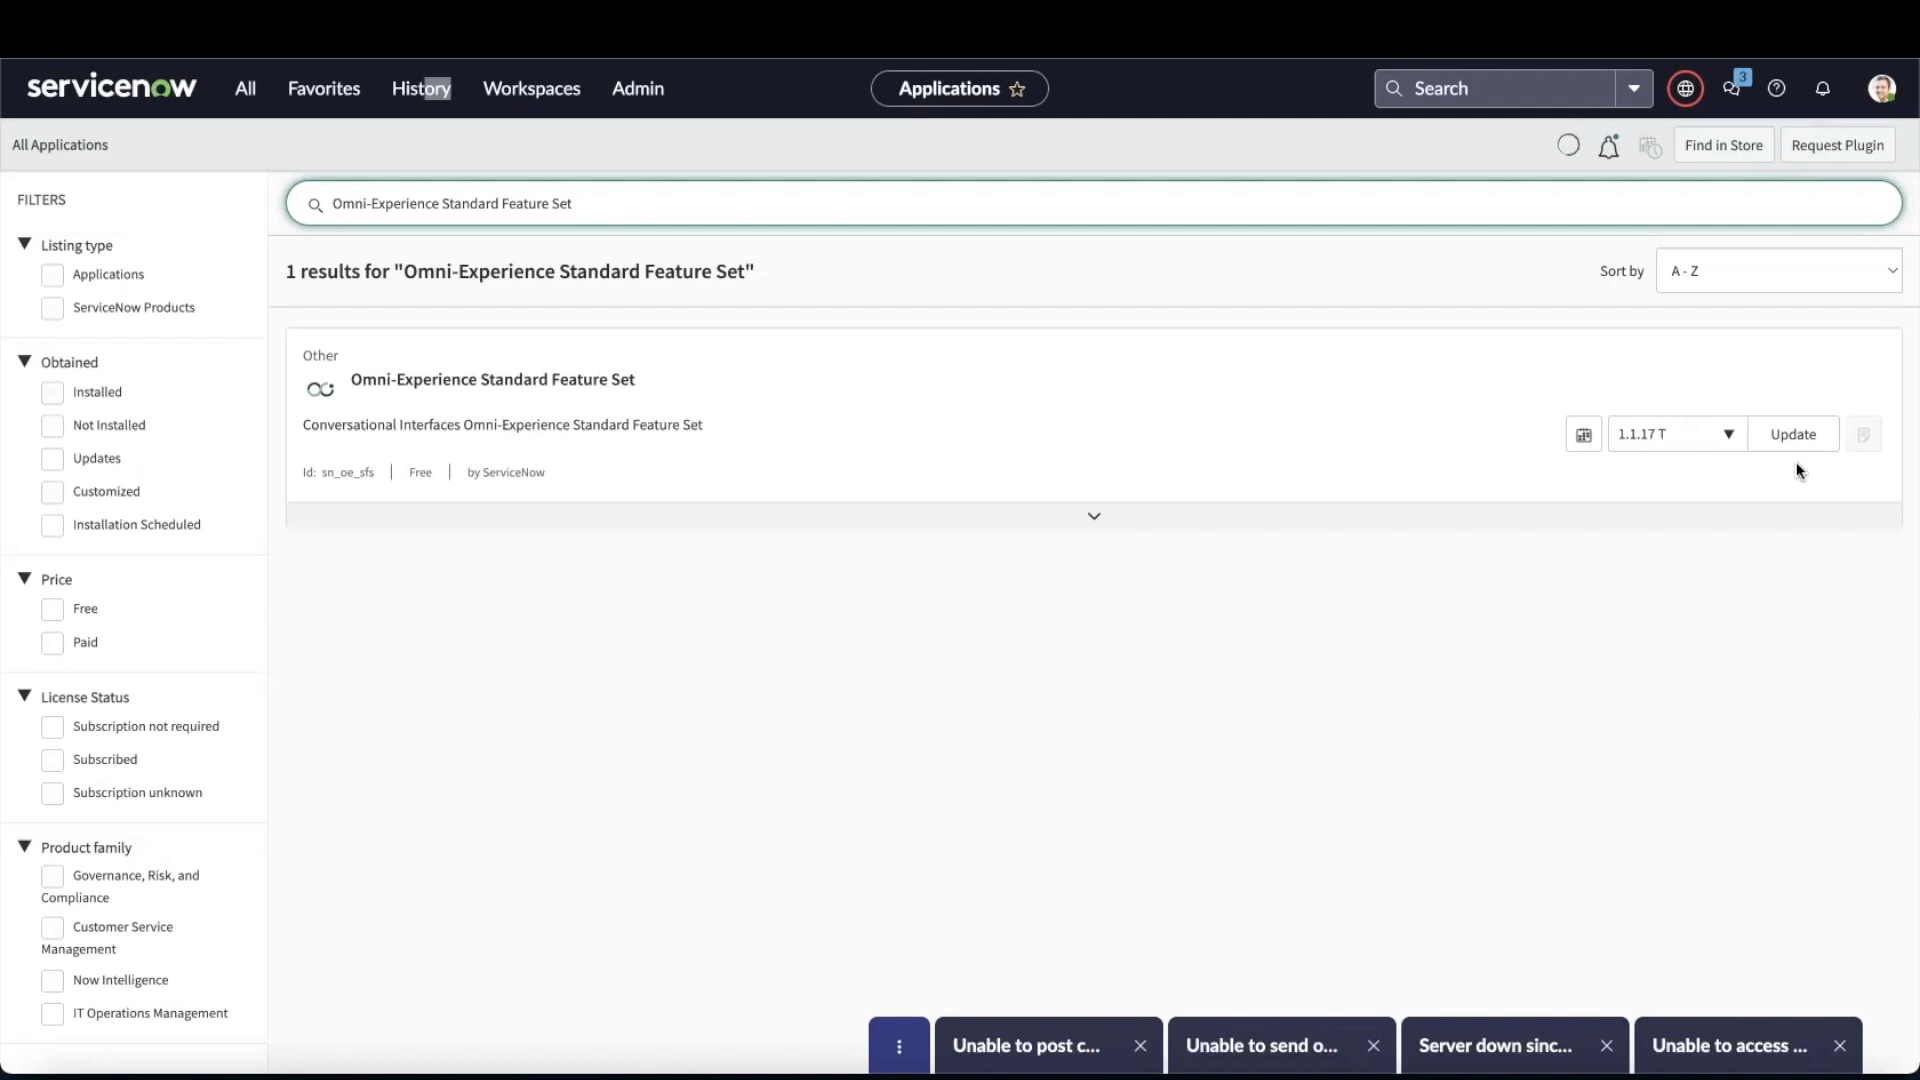 servicenow
All
Favorites
History
Workspaces
Admin
Applications
Search
3
All Applications
Find in Store
Request Plugin
FILTERS
Omni-Experience Standard Feature Set
Listing type
Applications
ServiceNow Products
1 results for "Omni-Experience Standard Feature Set"
Sort by
A - Z
Obtained
Installed
Not Installed
Updates
Customized
Installation Scheduled
Other
Omni-Experience Standard Feature Set
Conversational Interfaces Omni-Experience Standard Feature Set
Id: sn_oe_sfs
Free
by ServiceNow
1.1.17 T
Update
Price
Free
Paid
License Status
Subscription not required
Subscribed
Subscription unknown
Product family
Governance, Risk, and
Compliance
Customer Service
Management
Now Intelligence
IT Operations Management
Unable to post c...
Unable to send o...
Server down sinc...
Unable to access ...